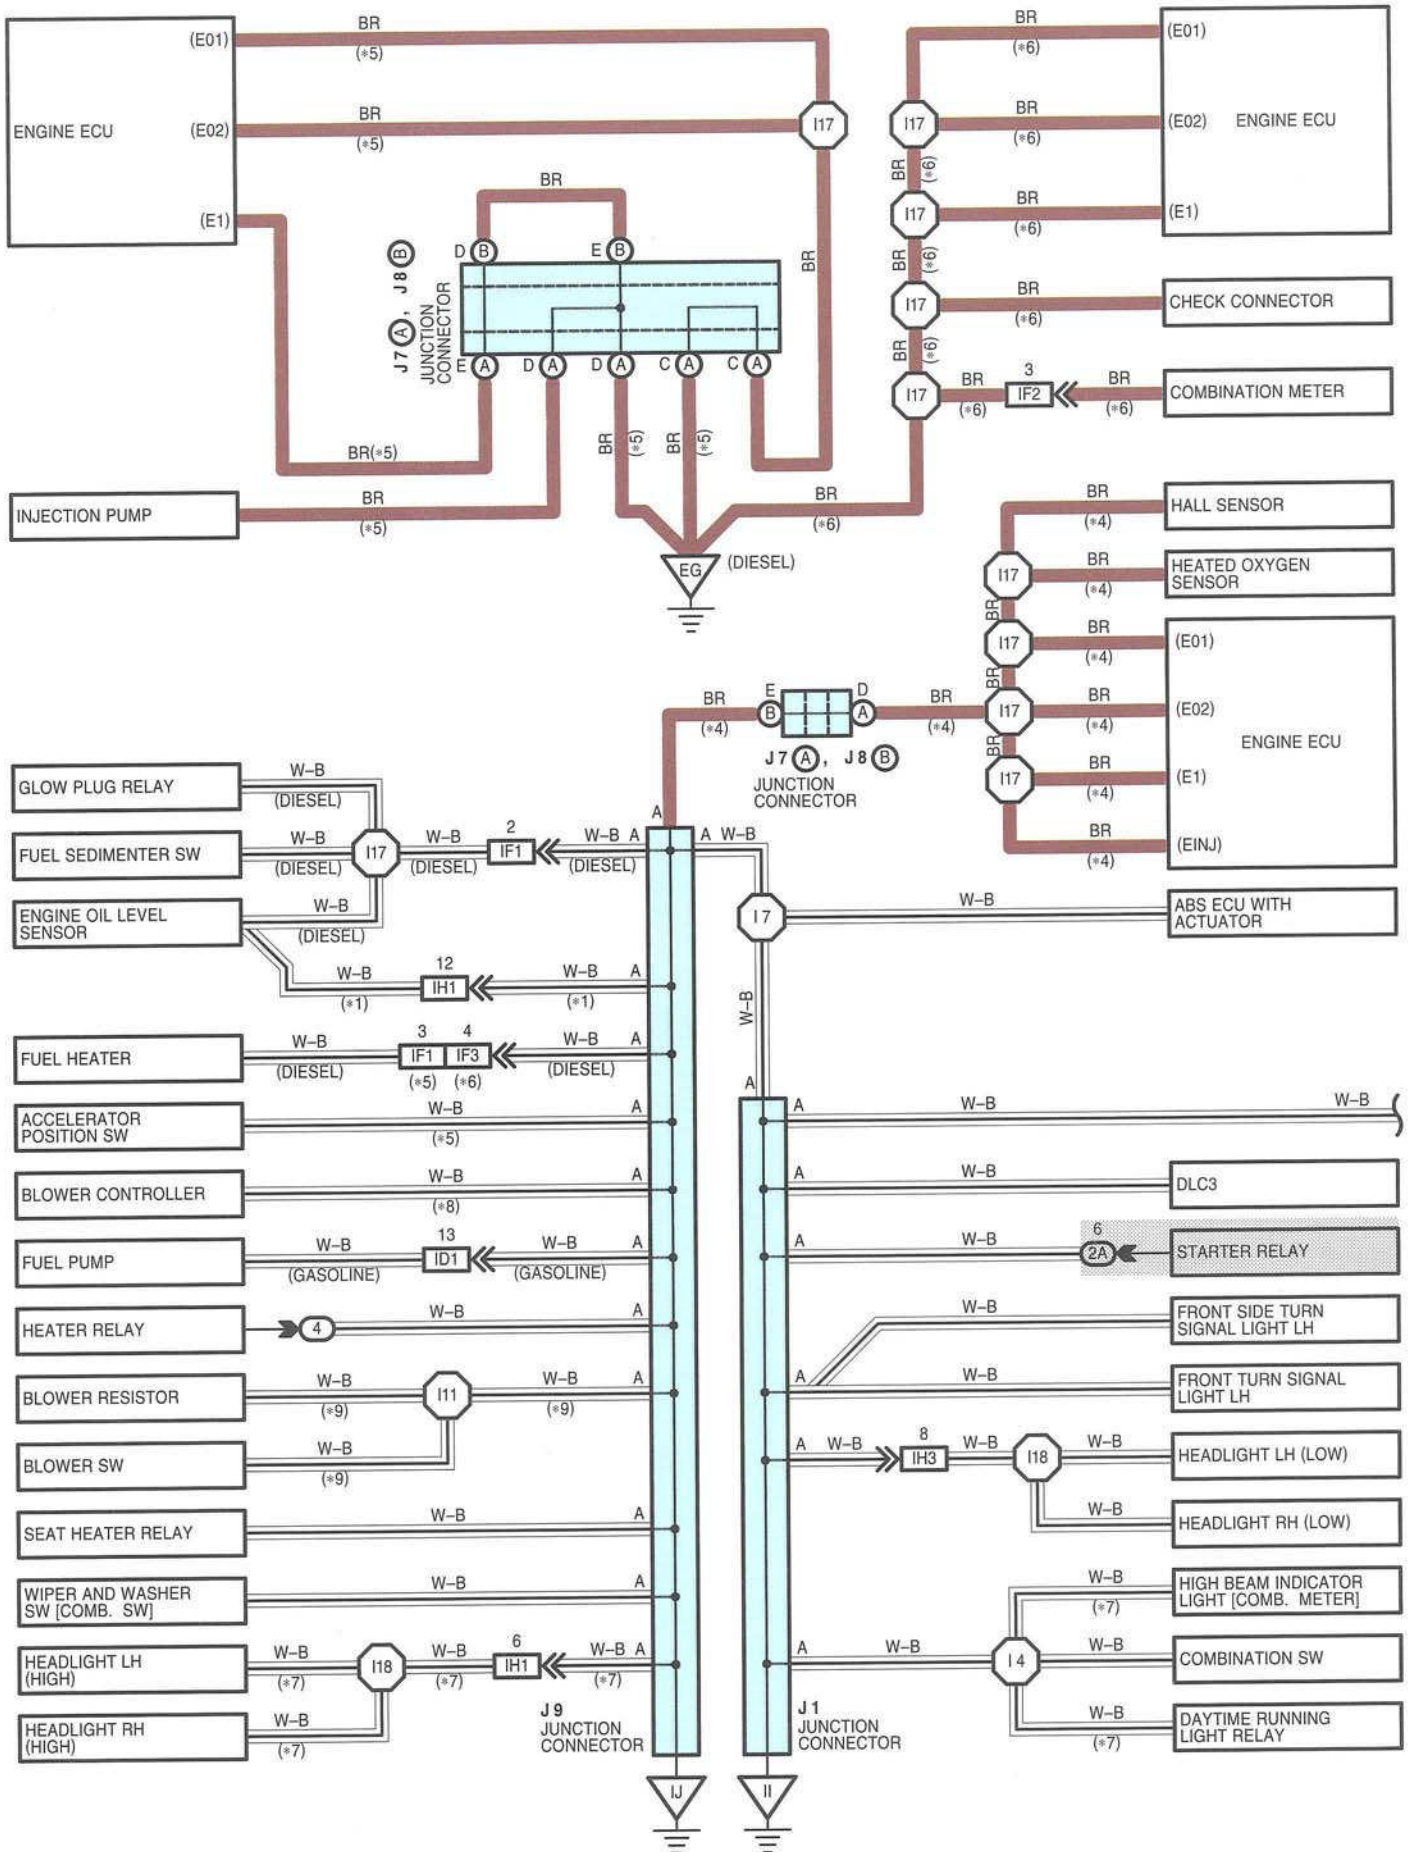 BR
(E01)
(∗5)
BR
(E01)
(∗6)
ENGINE ECU
BR
(E02)
(∗5)
I17
I17
BR
(E02)
ENGINE ECU
(∗6)
BR
(∗6)
BR
(E1)
I17
BR
(E1)
(∗6)
D B
E B
BR
BR
(∗6)
J7 A , J8 B
JUNCTION
CONNECTOR
I17
BR
CHECK CONNECTOR
(∗6)
BR
(∗6)
E A
D A
D A
C A
C A
I17
BR
(∗6)
3
IF2
BR
(∗6)
COMBINATION METER
BR(∗5)
BR
(∗5)
BR
(∗5)
INJECTION PUMP
BR
(∗5)
BR
(∗6)
BR
HALL SENSOR
(∗4)
EG
(DIESEL)
I17
BR
HEATED OXYGEN
SENSOR
(∗4)
BR
I17
BR
(E01)
(∗4)
BR
BR
(∗4)
E
B
D
A
BR
(∗4)
I17
BR
(E02)
(∗4)
J7 A , J8 B
JUNCTION
CONNECTOR
BR
ENGINE ECU
I17
BR
(E1)
(∗4)
BR
(EINJ)
(∗4)
GLOW PLUG RELAY
W–B
(DIESEL)
A
FUEL SEDIMENTER SW
W–B
(DIESEL)
I17
W–B
(DIESEL)
2
IF1
W–B A
(DIESEL)
A W–B
ENGINE OIL LEVEL
SENSOR
W–B
(DIESEL)
I7
W–B
ABS ECU WITH
ACTUATOR
W–B
(∗1)
12
IH1
W–B
A
(∗1)
W–B
FUEL HEATER
W–B
(DIESEL)
3
IF1
(∗5)
4
IF3
(∗6)
W–B
A
(DIESEL)
A
ACCELERATOR
POSITION SW
W–B
A
(∗5)
A
W–B
W–B
BLOWER CONTROLLER
W–B
A
(∗8)
A
W–B
DLC3
FUEL PUMP
W–B
(GASOLINE)
13
ID1
W–B
A
(GASOLINE)
A
W–B
6
2A
STARTER RELAY
HEATER RELAY
4
W–B
A
W–B
FRONT SIDE TURN
SIGNAL LIGHT LH
BLOWER RESISTOR
W–B
(∗9)
I11
W–B
A
(∗9)
A
W–B
FRONT TURN SIGNAL
LIGHT LH
BLOWER SW
W–B
(∗9)
A W–B
8
IH3
W–B
I18
W–B
HEADLIGHT LH (LOW)
SEAT HEATER RELAY
W–B
A
W–B
HEADLIGHT RH (LOW)
WIPER AND WASHER
SW [COMB. SW]
W–B
A
W–B
(∗7)
HIGH BEAM INDICATOR
LIGHT [COMB. METER]
HEADLIGHT LH
(HIGH)
W–B
(∗7)
I18
W–B
(∗7)
6
IH1
W–B A
(∗7)
A
W–B
I4
W–B
COMBINATION SW
HEADLIGHT RH
(HIGH)
W–B
(∗7)
J9
JUNCTION
CONNECTOR
J1
JUNCTION
CONNECTOR
W–B
(∗7)
DAYTIME RUNNING
LIGHT RELAY
IJ
II